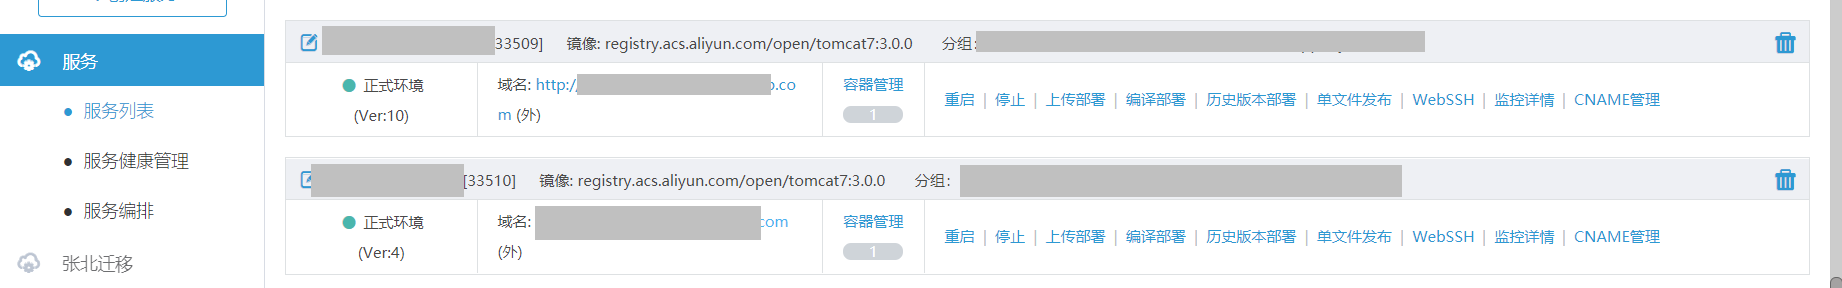 服务
服务列表
服务健康管理
服务编排
张北迁移
33509] 镜像: registry.acs.aliyun.com/open/tomcat7:3.0.0 分组:
正式环境
(Ver:10)
域名: http:/
.co
m (外)
容器管理
1
重启 | 停止 | 上传部署 | 编译部署 | 历史版本部署 | 单文件发布 | WebSSH | 监控详情 | CNAME管理
[33510] 镜像: registry.acs.aliyun.com/open/tomcat7:3.0.0 分组:
正式环境
(Ver:4)
域名:
com
(外)
容器管理
1
重启 | 停止 | 上传部署 | 编译部署 | 历史版本部署 | 单文件发布 | WebSSH | 监控详情 | CNAME管理